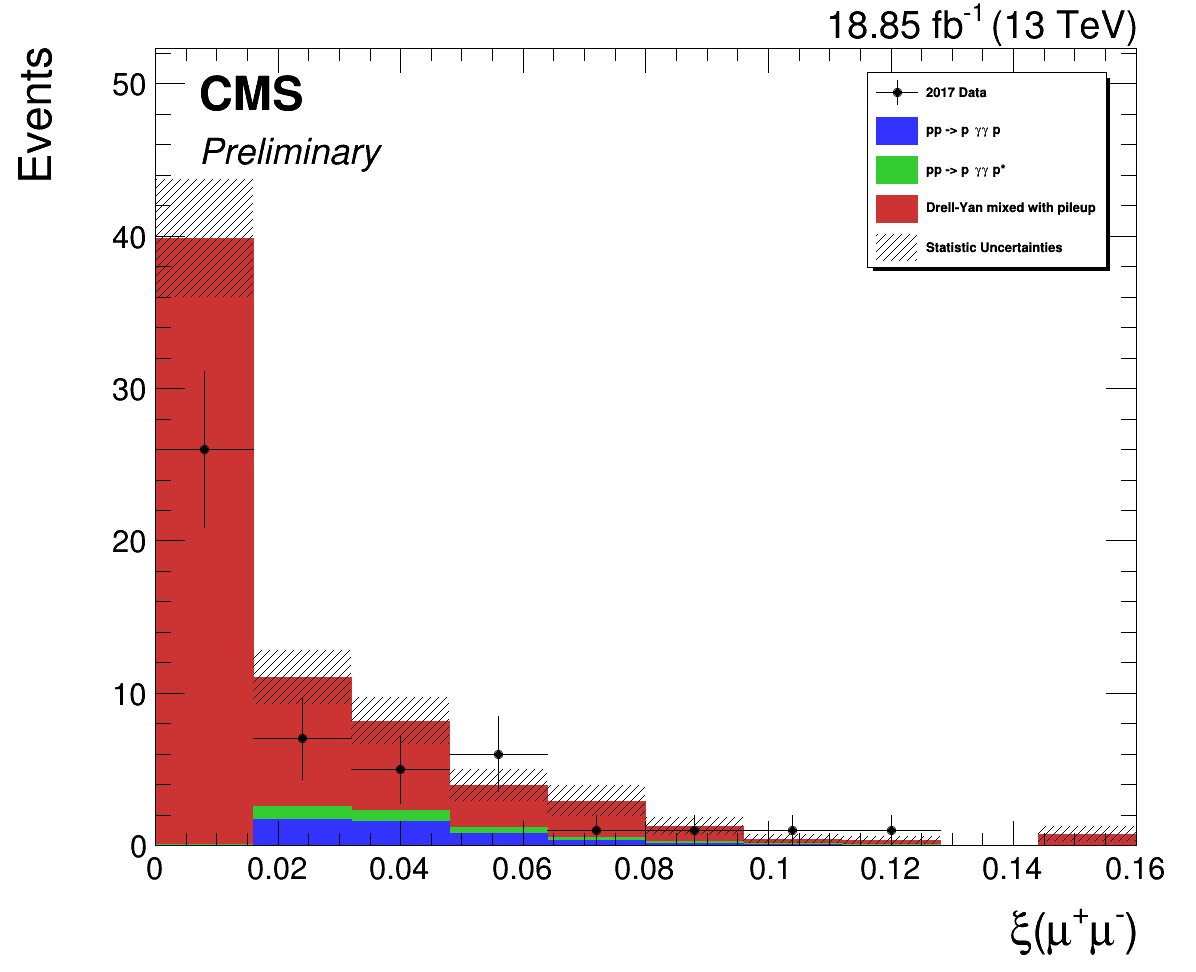 18.85 fb⁻¹ (13 TeV)
Events
CMS
Preliminary
2017 Data
pp -> p γγ p
pp -> p γγ p*
Drell-Yan mixed with pileup
Statistic Uncertainties
50
40
30
20
10
0
0 0.02 0.04 0.06 0.08 0.1 0.12 0.14 0.16
ξ(μ⁺μ⁻)